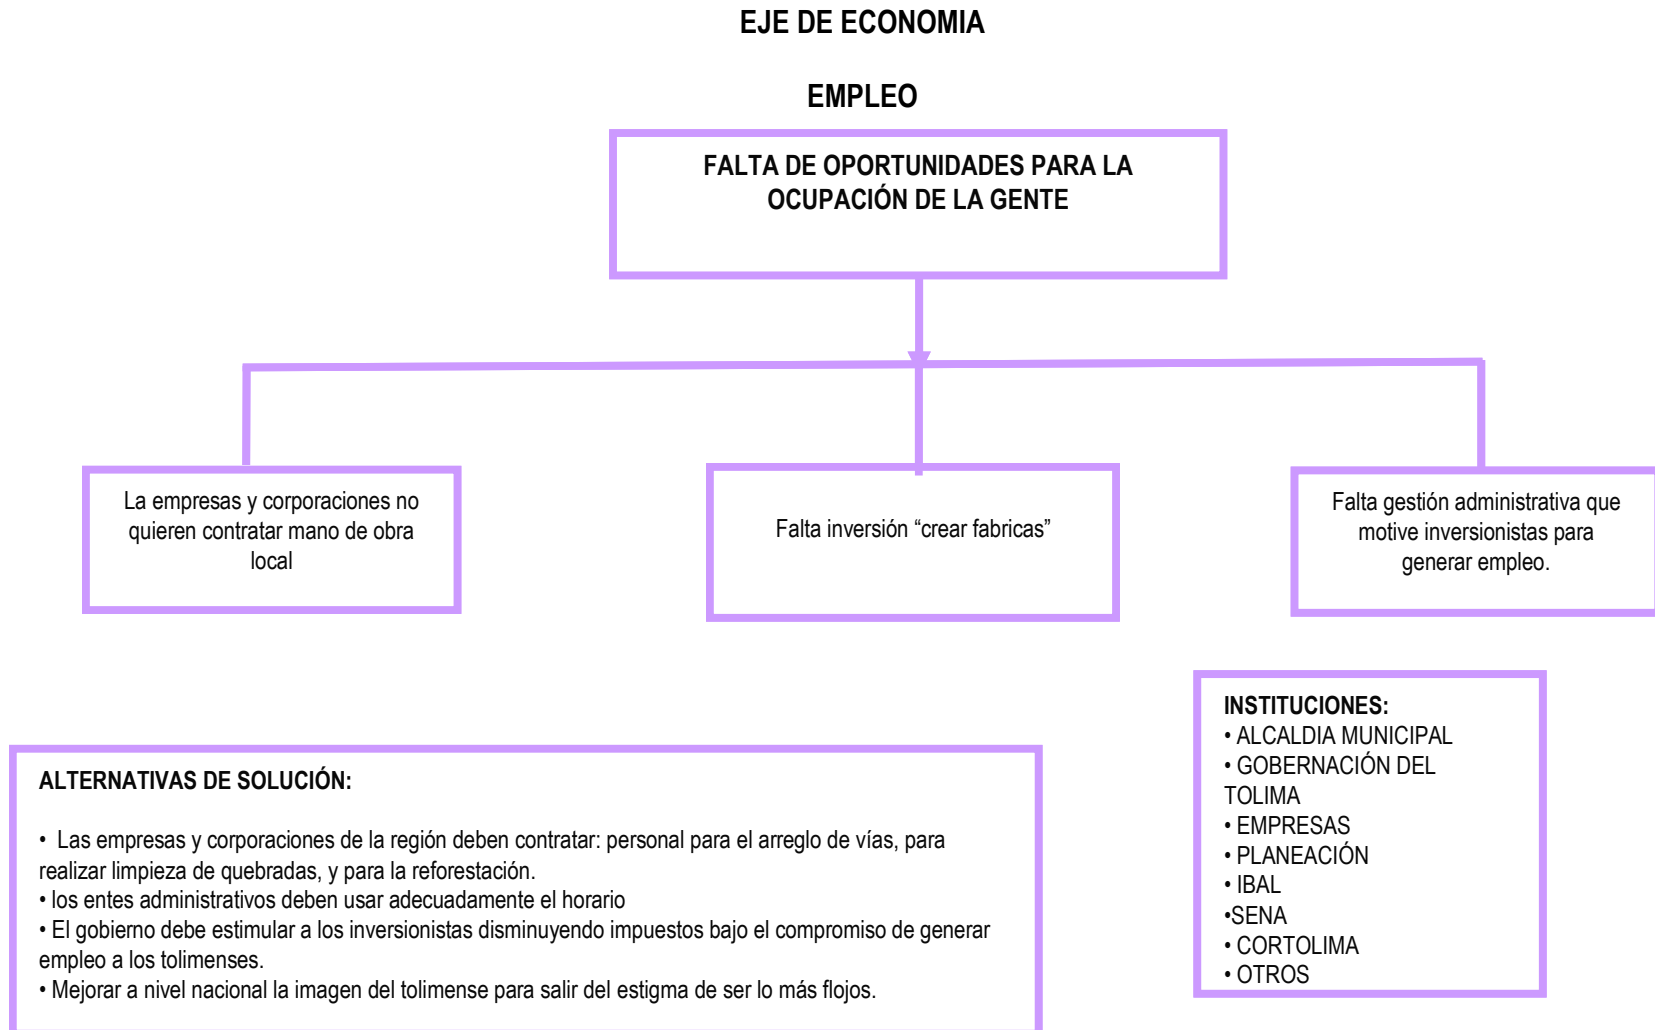 EJE DE ECONOMIA
EMPLEO
FALTA DE OPORTUNIDADES PARA LA
OCUPACIÓN DE LA GENTE
La empresas y corporaciones no
quieren contratar mano de obra
local
Falta inversión “crear fabricas”
Falta gestión administrativa que
motive inversionistas para
generar empleo.
ALTERNATIVAS DE SOLUCIÓN:
• Las empresas y corporaciones de la región deben contratar: personal para el arreglo de vías, para
realizar limpieza de quebradas, y para la reforestación.
• los entes administrativos deben usar adecuadamente el horario
• El gobierno debe estimular a los inversionistas disminuyendo impuestos bajo el compromiso de generar
empleo a los tolimenses.
• Mejorar a nivel nacional la imagen del tolimense para salir del estigma de ser lo más flojos.
INSTITUCIONES:
• ALCALDIA MUNICIPAL
• GOBERNACIÓN DEL
TOLIMA
• EMPRESAS
• PLANEACIÓN
• IBAL
•SENA
• CORTOLIMA
• OTROS